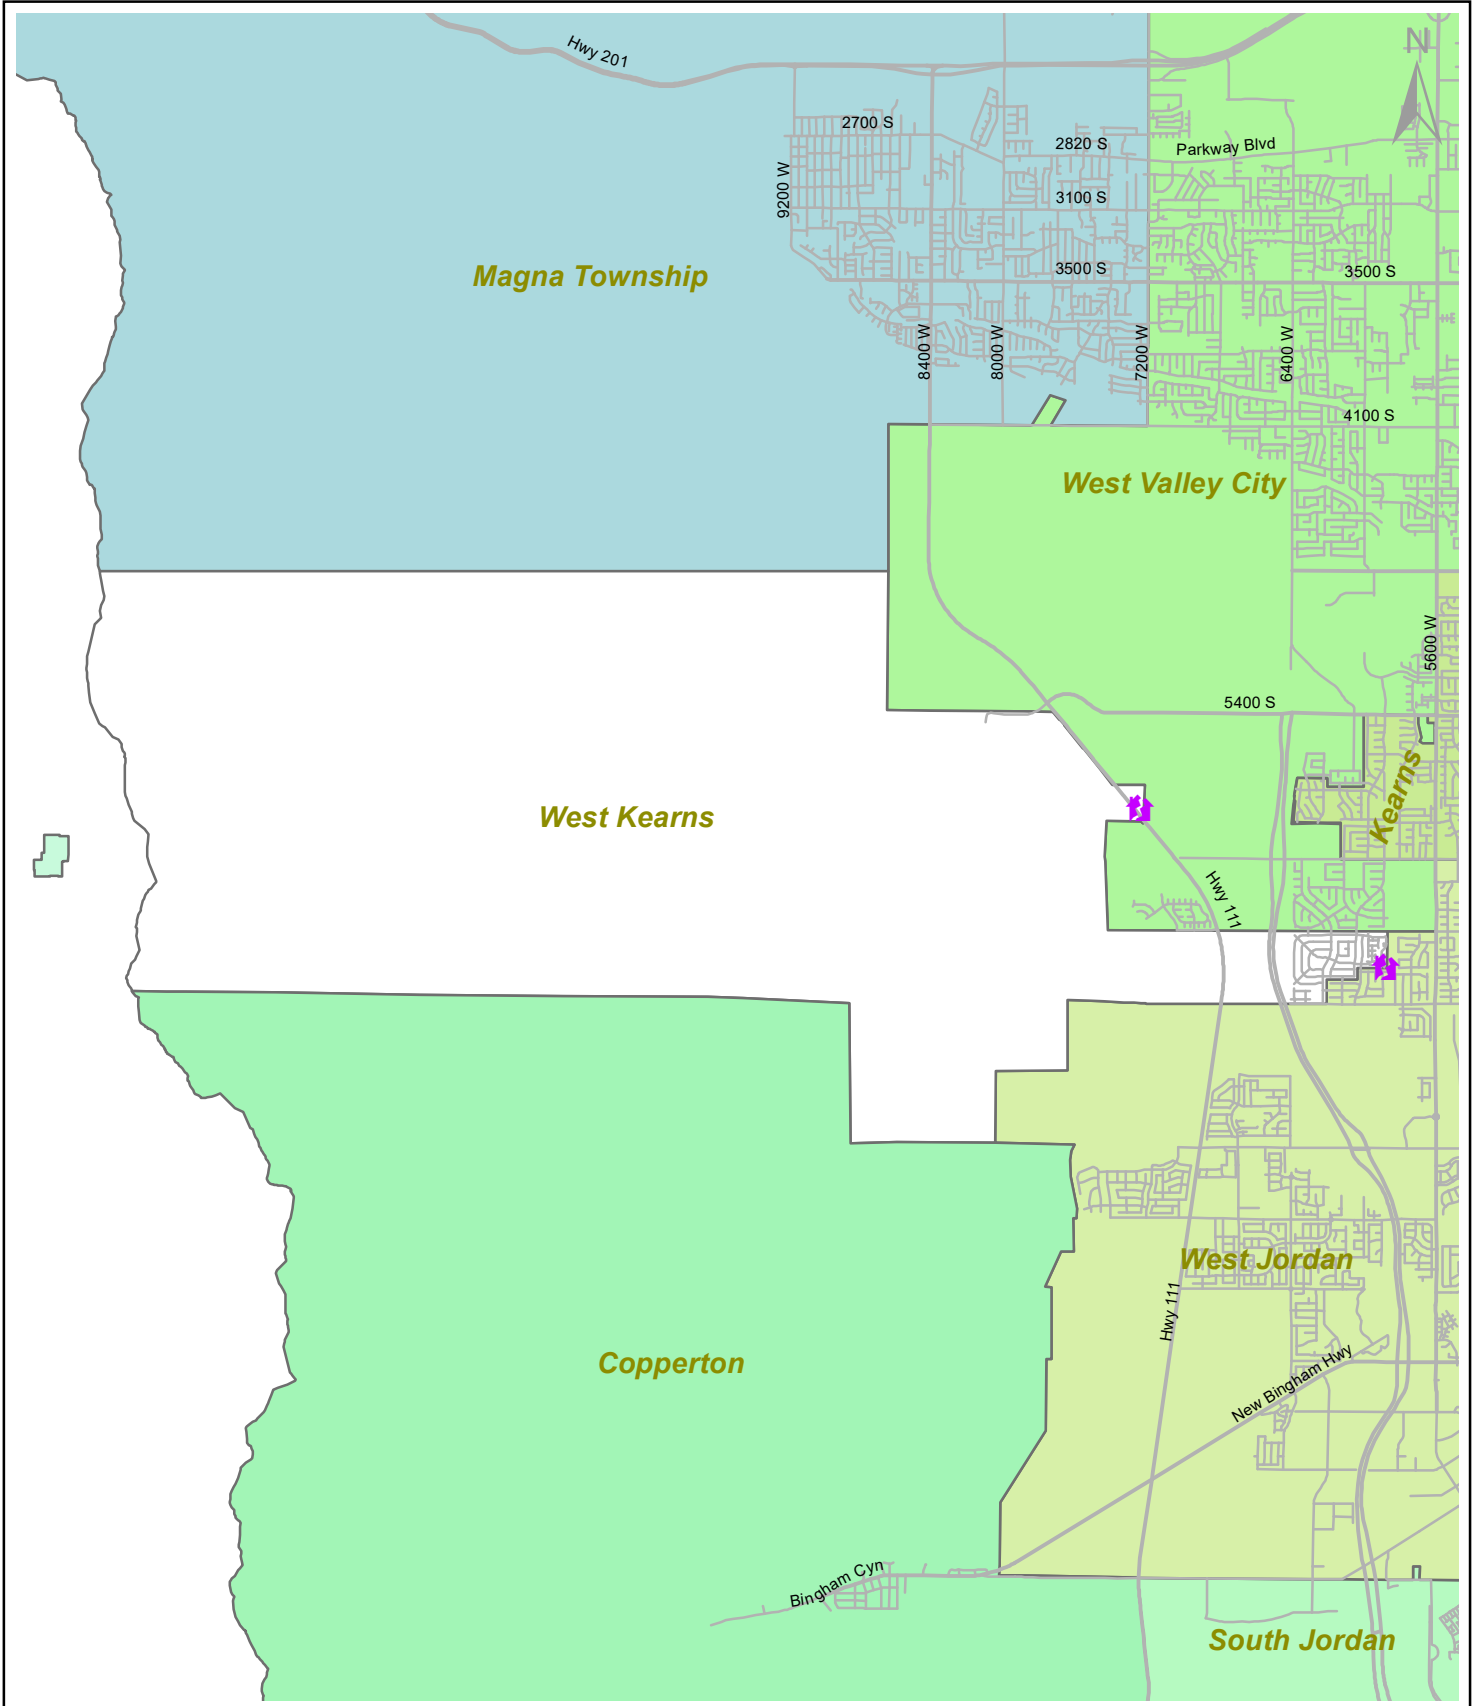 N
Hwy 201
2700 S
2820 S
Parkway Blvd
9200 W
3100 S
3500 S
3500 S
Magna Township
8400 W
8000 W
7200 W
6400 W
4100 S
West Valley City
5600 W
5400 S
Kearns
West Kearns
Hwy 111
West Jordan
Hwy 111
Copperton
New Bingham Hwy
Bingham Cyn
South Jordan